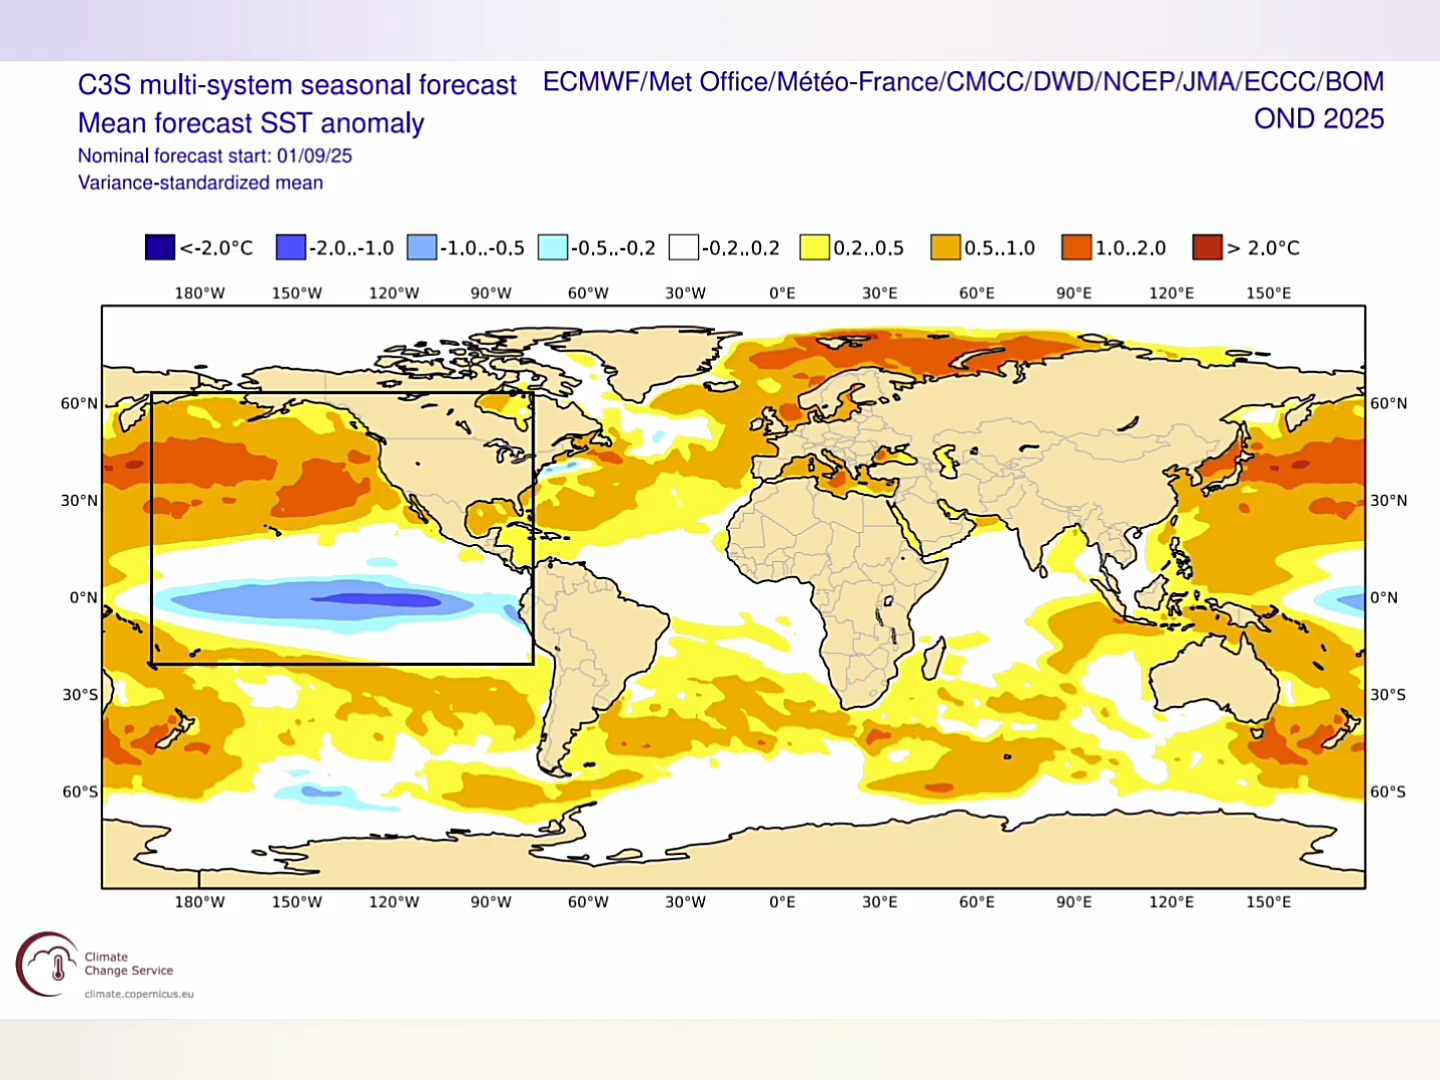 C3S multi-system seasonal forecast
ECMWF/Met Office/Météo-France/CMCC/DWD/NCEP/JMA/ECCC/BOM
Mean forecast SST anomaly
OND 2025
Nominal forecast start: 01/09/25
Variance-standardized mean
<-2.0°C -2.0..-1.0 -1.0..-0.5 -0.5..-0.2 -0.2..0.2 0.2..0.5 0.5..1.0 1.0..2.0 > 2.0°C
180°W 150°W 120°W 90°W 60°W 30°W 0°E 30°E 60°E 90°E 120°E 150°E
60°N 60°N
30°N 30°N
0°N 0°N
30°S 30°S
60°S 60°S
180°W 150°W 120°W 90°W 60°W 30°W 0°E 30°E 60°E 90°E 120°E 150°E
Climate
Change Service
climate.copernicus.eu